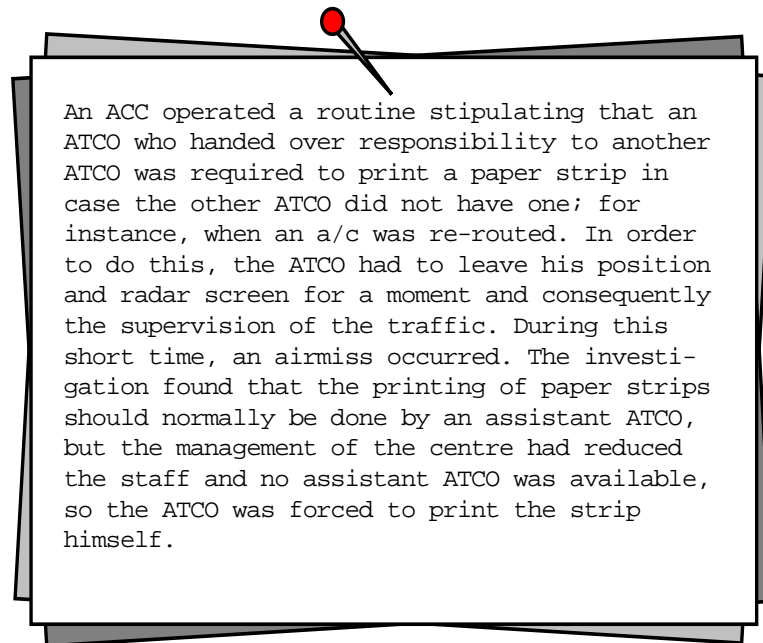 An ACC operated a routine stipulating that an
ATCO who handed over responsibility to another
ATCO was required to print a paper strip in
case the other ATCO did not have one; for
instance, when an a/c was re-routed. In order
to do this, the ATCO had to leave his position
and radar screen for a moment and consequently
the supervision of the traffic. During this
short time, an airmiss occurred. The investi-
gation found that the printing of paper strips
should normally be done by an assistant ATCO,
but the management of the centre had reduced
the staff and no assistant ATCO was available,
so the ATCO was forced to print the strip
himself.